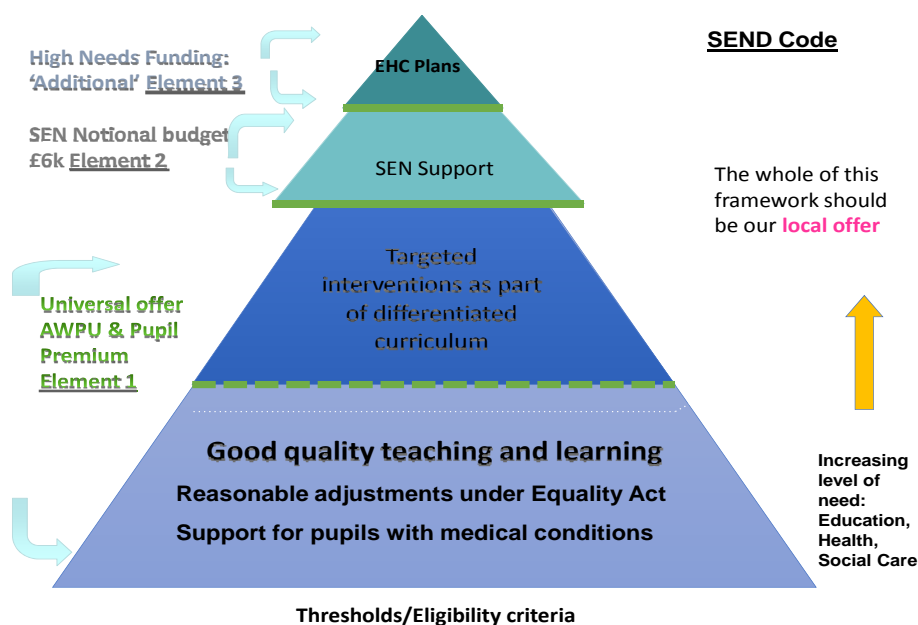 SEND Code
High Needs Funding:
‘Additional’ Element 3
EHC Plans
SEN Notional budget
£6k Element 2
SEN Support
The whole of this
framework should
be our local offer
Targeted
interventions as part
of differentiated
curriculum
Universal offer
AWPU & Pupil
Premium
Element 1
Good quality teaching and learning
Reasonable adjustments under Equality Act
Support for pupils with medical conditions
Increasing
level of
need:
Education,
Health,
Social Care
Thresholds/Eligibility criteria